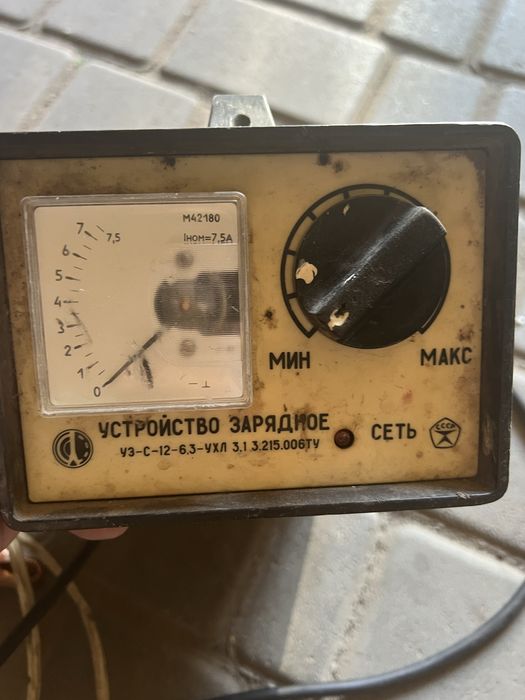 М42180
Iном=7,5А
7
7,5
6
5
4
3
2
1
0
– Т
МИН
МАКС
УСТРОЙСТВО ЗАРЯДНОЕ
УЗ-С-12-6,3-УХЛ 3.1 3.215.006ТУ
СЕТЬ
СССР